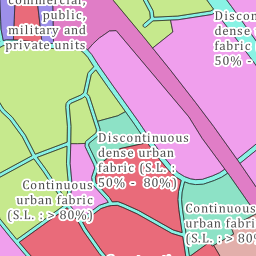 commercial,
public,
military and
private units
Discon
dense
fabric
50% -
Discontinuous
dense urban
fabric (S.L. :
50% -  80%)
Continuous
urban fabric
(S.L. : > 80%)
Continuous
urban fabric
(S.L. : > 80%